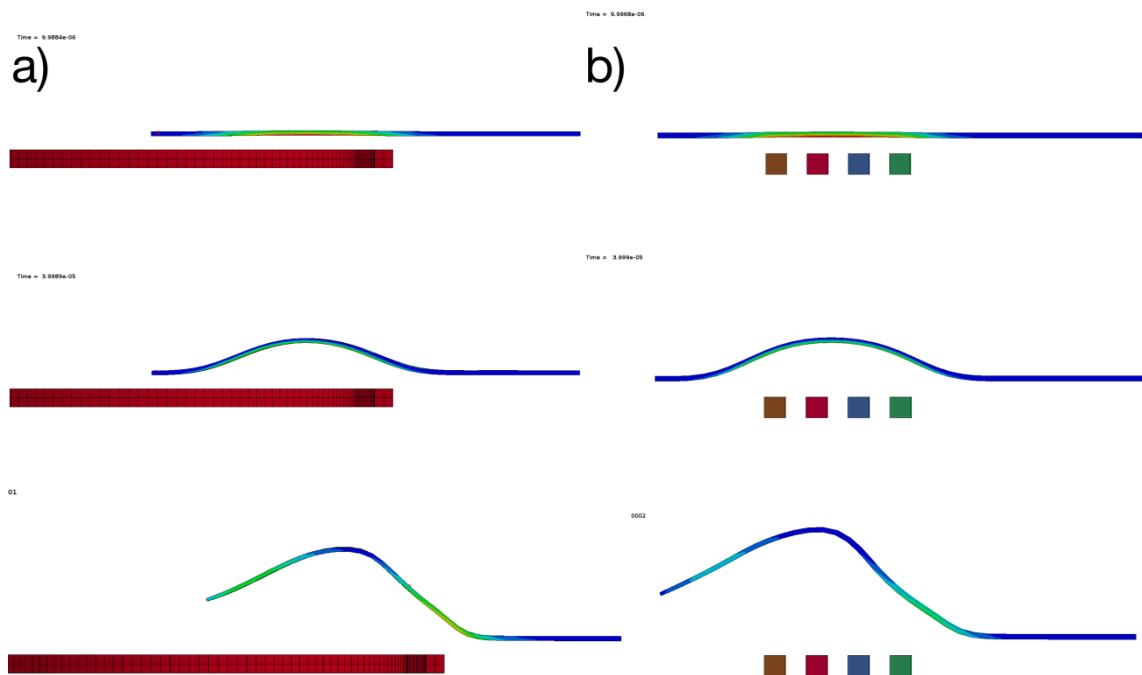 Time = 9.9884e-06
a)
Time = 9.9968e-06
b)
Time = 3.9989e-05
Time = 3.999e-05
01
0002